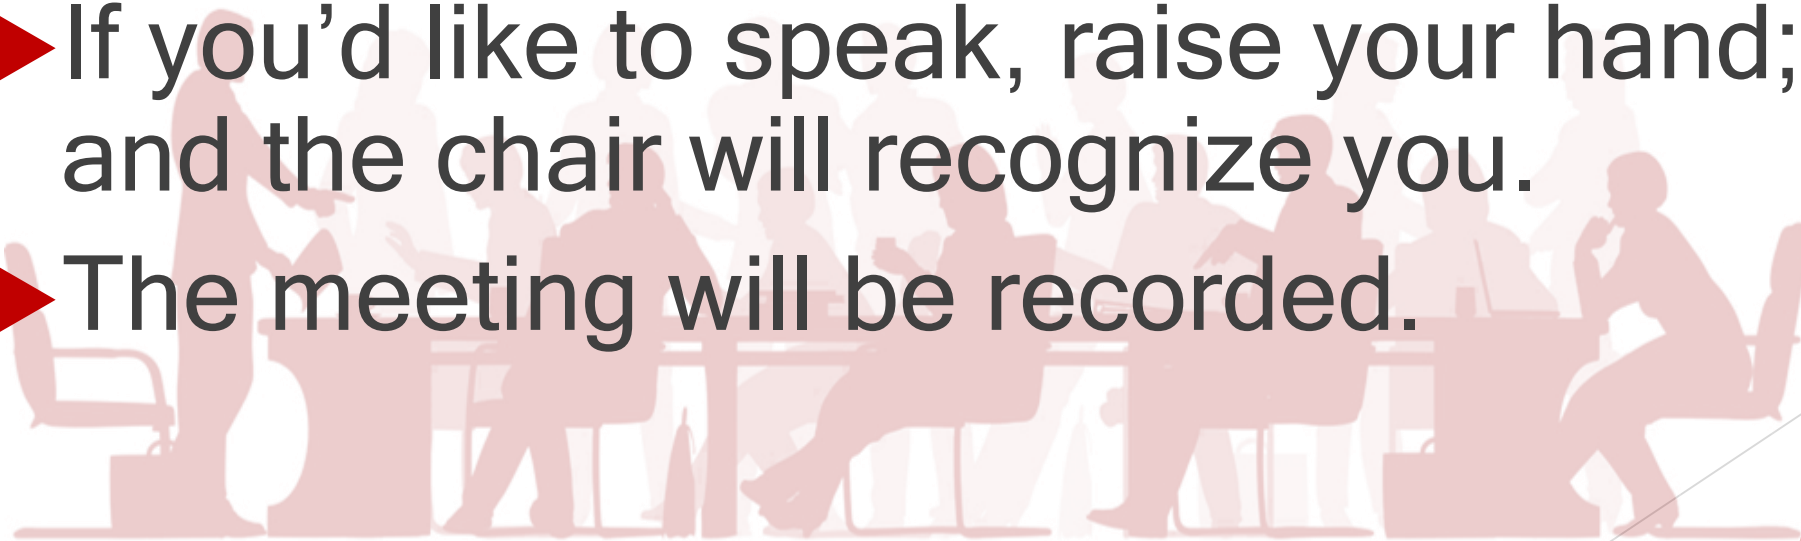 If you’d like to speak, raise your hand;
and the chair will recognize you.
The meeting will be recorded.